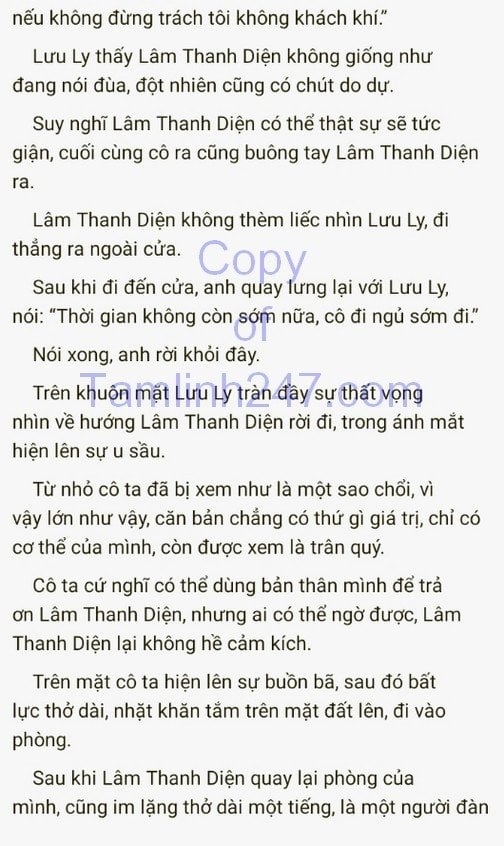 nếu không đừng trách tôi không khách khí.”
Lưu Ly thấy Lâm Thanh Diện không giống như
đang nói đùa, đột nhiên cũng có chút do dự.
Suy nghĩ Lâm Thanh Diện có thể thật sự sẽ tức
giận, cuối cùng cô ra cũng buông tay Lâm Thanh Diện
ra.
Lâm Thanh Diện không thèm liếc nhìn Lưu Ly, đi
thẳng ra ngoài cửa.
Copy
Sau khi đi đến cửa, anh quay lưng lại với Lưu Ly,
nói: “Thời gian không còn sớm nữa, cô đi ngủ sớm đi.”
of
Nói xong, anh rời khỏi đây.
Trên khuôn mặt Lưu Ly tràn đầy sự thất vọng
Tamlinh247.com
nhìn về hướng Lâm Thanh Diện rời đi, trong ánh mắt
hiện lên sự u sầu.
Từ nhỏ cô ta đã bị xem như là một sao chổi, vì
vậy lớn như vậy, căn bản chẳng có thứ gì giá trị, chỉ có
cơ thể của mình, còn được xem là trân quý.
Cô ta cứ nghĩ có thể dùng bản thân mình để trả
ơn Lâm Thanh Diện, nhưng ai có thể ngờ được, Lâm
Thanh Diện lại không hề cảm kích.
Trên mặt cô ta hiện lên sự buồn bã, sau đó bất
lực thở dài, nhặt khăn tắm trên mặt đất lên, đi vào
phòng.
Sau khi Lâm Thanh Diện quay lại phòng của
mình, cũng im lặng thở dài một tiếng, là một người đàn